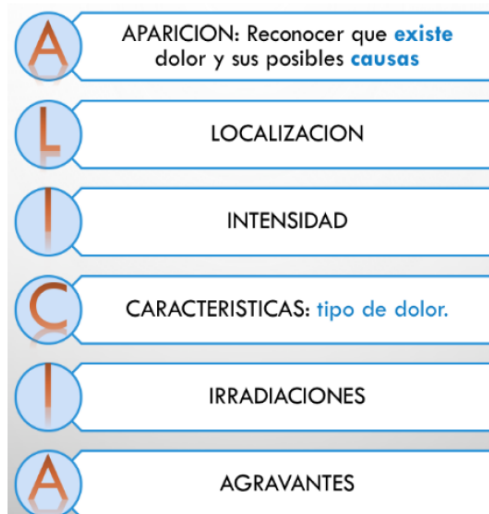 A
APARICION: Reconocer que existe
dolor y sus posibles causas
L
LOCALIZACION
I
INTENSIDAD
C
CARACTERISTICAS: tipo de dolor.
I
IRRADIACIONES
A
AGRAVANTES